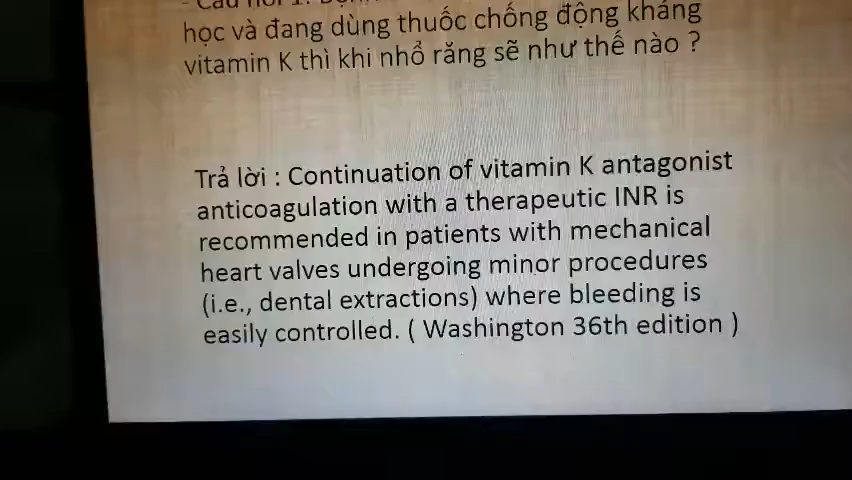 học và đang dùng thuốc chống động kháng
vitamin K thì khi nhổ răng sẽ như thế nào ?
Trả lời : Continuation of vitamin K antagonist
anticoagulation with a therapeutic INR is
recommended in patients with mechanical
heart valves undergoing minor procedures
(i.e., dental extractions) where bleeding is
easily controlled. ( Washington 36th edition )